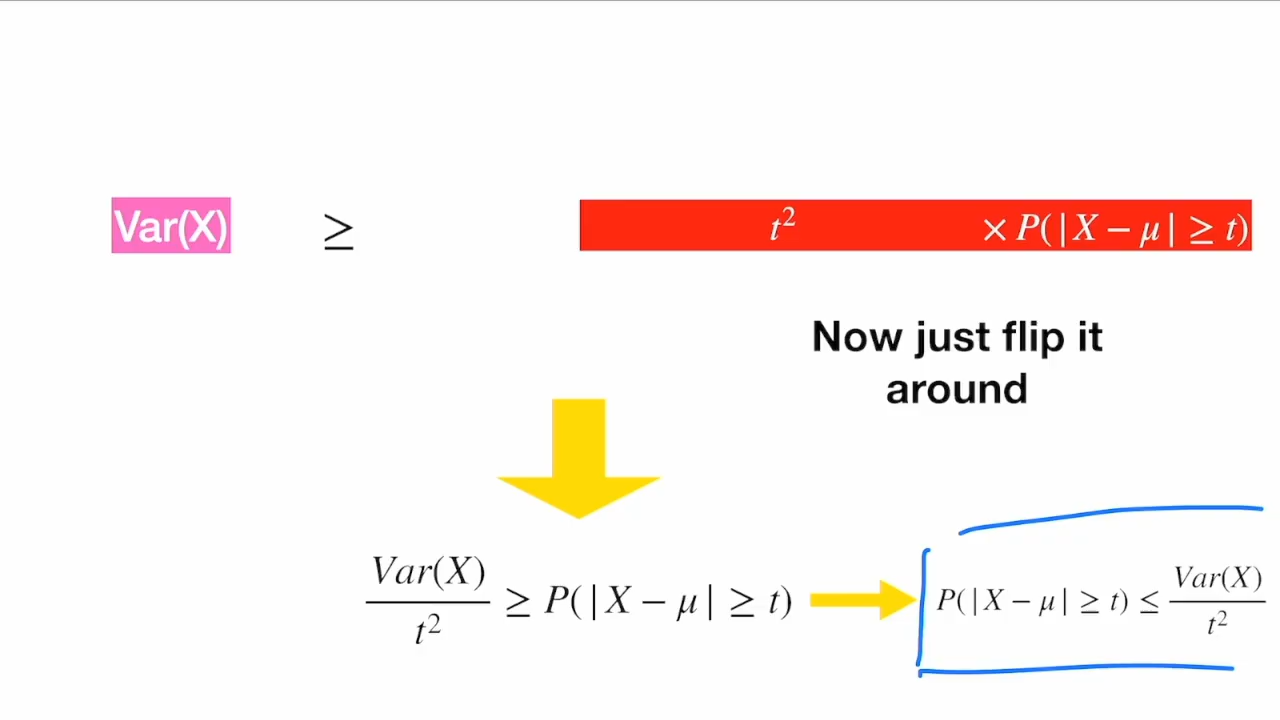 Var(X) ≥ t² × P(|X − μ| ≥ t)
Now just flip it
around
Var(X)/t² ≥ P(|X − μ| ≥ t) P(|X − μ| ≥ t) ≤ Var(X)/t²